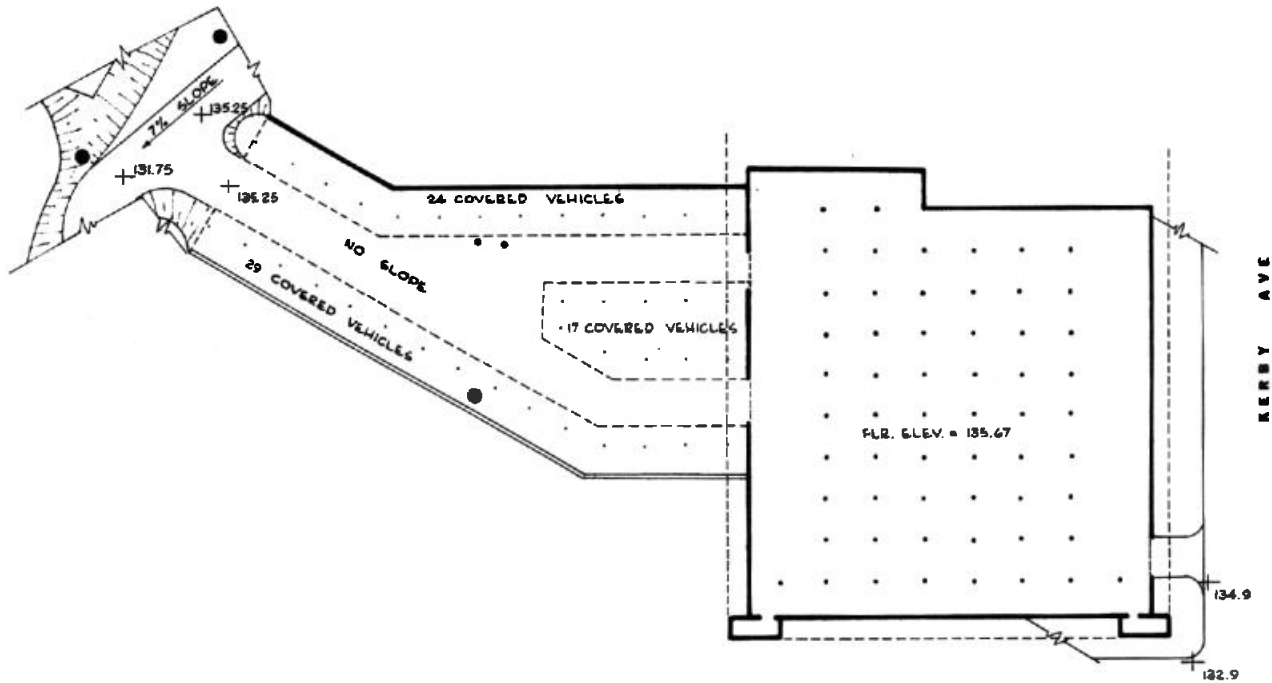 7% SLOPE
135.25
131.75
135.25
24 COVERED VEHICLES
NO SLOPE
29 COVERED VEHICLES
17 COVERED VEHICLES
FLR. ELEV. = 135.67
KERBY AVE
134.9
132.9